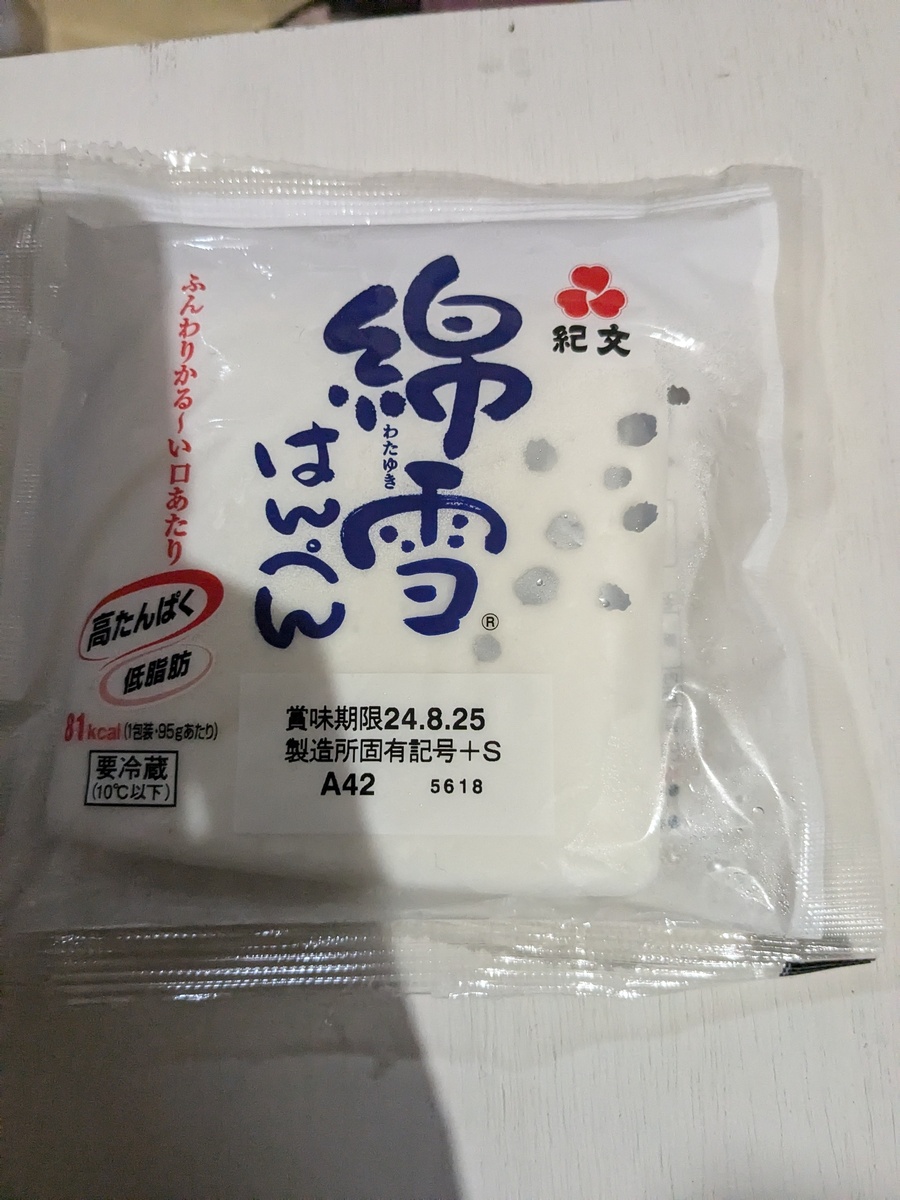 紀文
綿雪
わたゆき
はんぺん
®
ふんわりかる〜い口あたり
高たんぱく
低脂肪
81kcal(1包装・95gあたり)
要冷蔵
(10℃以下)
賞味期限24.8.25
製造所固有記号+S
A42 5618